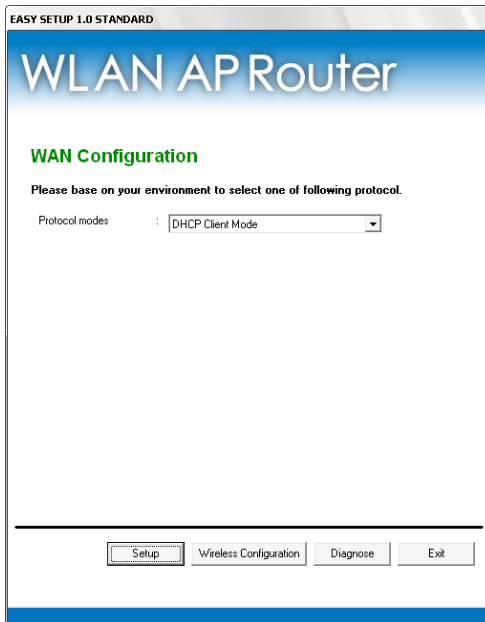 EASY SETUP 1.0 STANDARD
WLAN AP Router
WAN Configuration
Please base on your environment to select one of following protocol.
Protocol modes : DHCP Client Mode
Setup Wireless Configuration Diagnose Exit